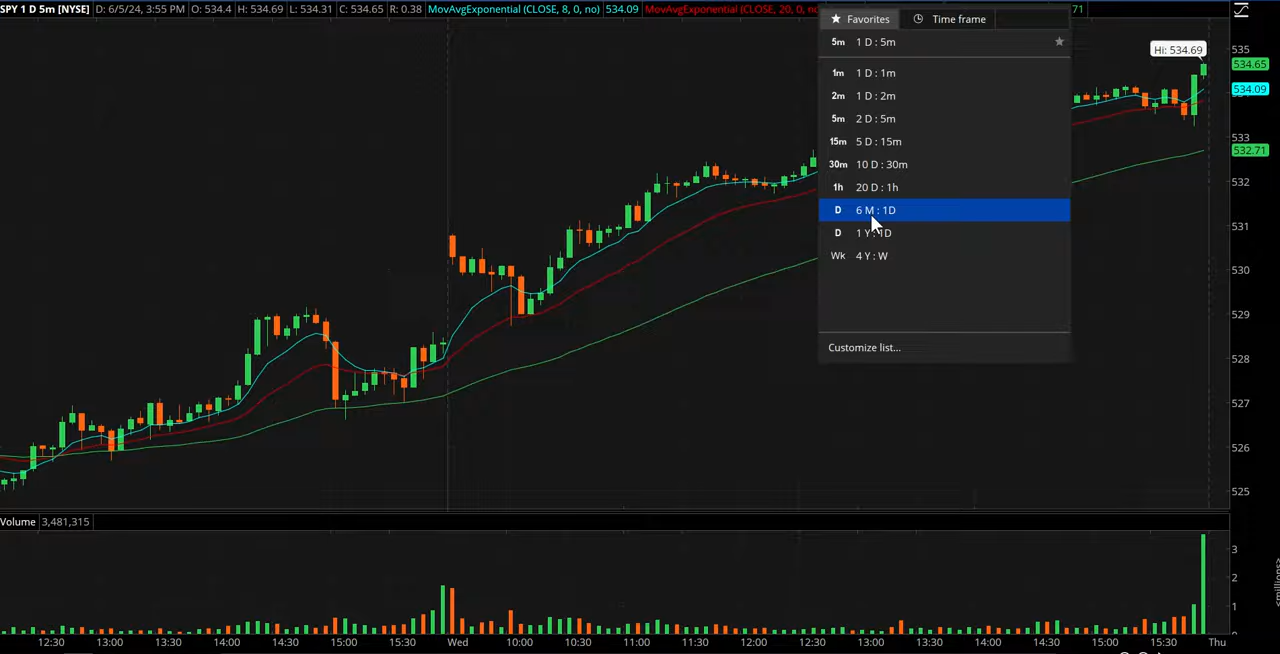 SPY 1 D 5m [NYSE] D: 6/5/24, 3:55 PM O: 534.4 H: 534.69 L: 534.31 C: 534.65 R: 0.38 MovAvgExponential (CLOSE, 8, 0, no) 534.09 MovAvgExponential (CLOSE, 20, 0, no 71
Favorites Time frame
5m 1 D : 5m
1m 1 D : 1m
2m 1 D : 2m
5m 2 D : 5m
15m 5 D : 15m
30m 10 D : 30m
1h 20 D : 1h
D 6 M : 1D
D 1 Y : 1D
Wk 4 Y : W
Customize list...
Hi: 534.69
535
534.65
534.09
533
532.71
532
531
530
529
528
527
526
525
Volume 3,481,315
3
2
1
0
<millions>
12:30 13:00 13:30 14:00 14:30 15:00 15:30 Wed 10:00 10:30 11:00 11:30 12:00 12:30 13:00 13:30 14:00 14:30 15:00 15:30 Thu